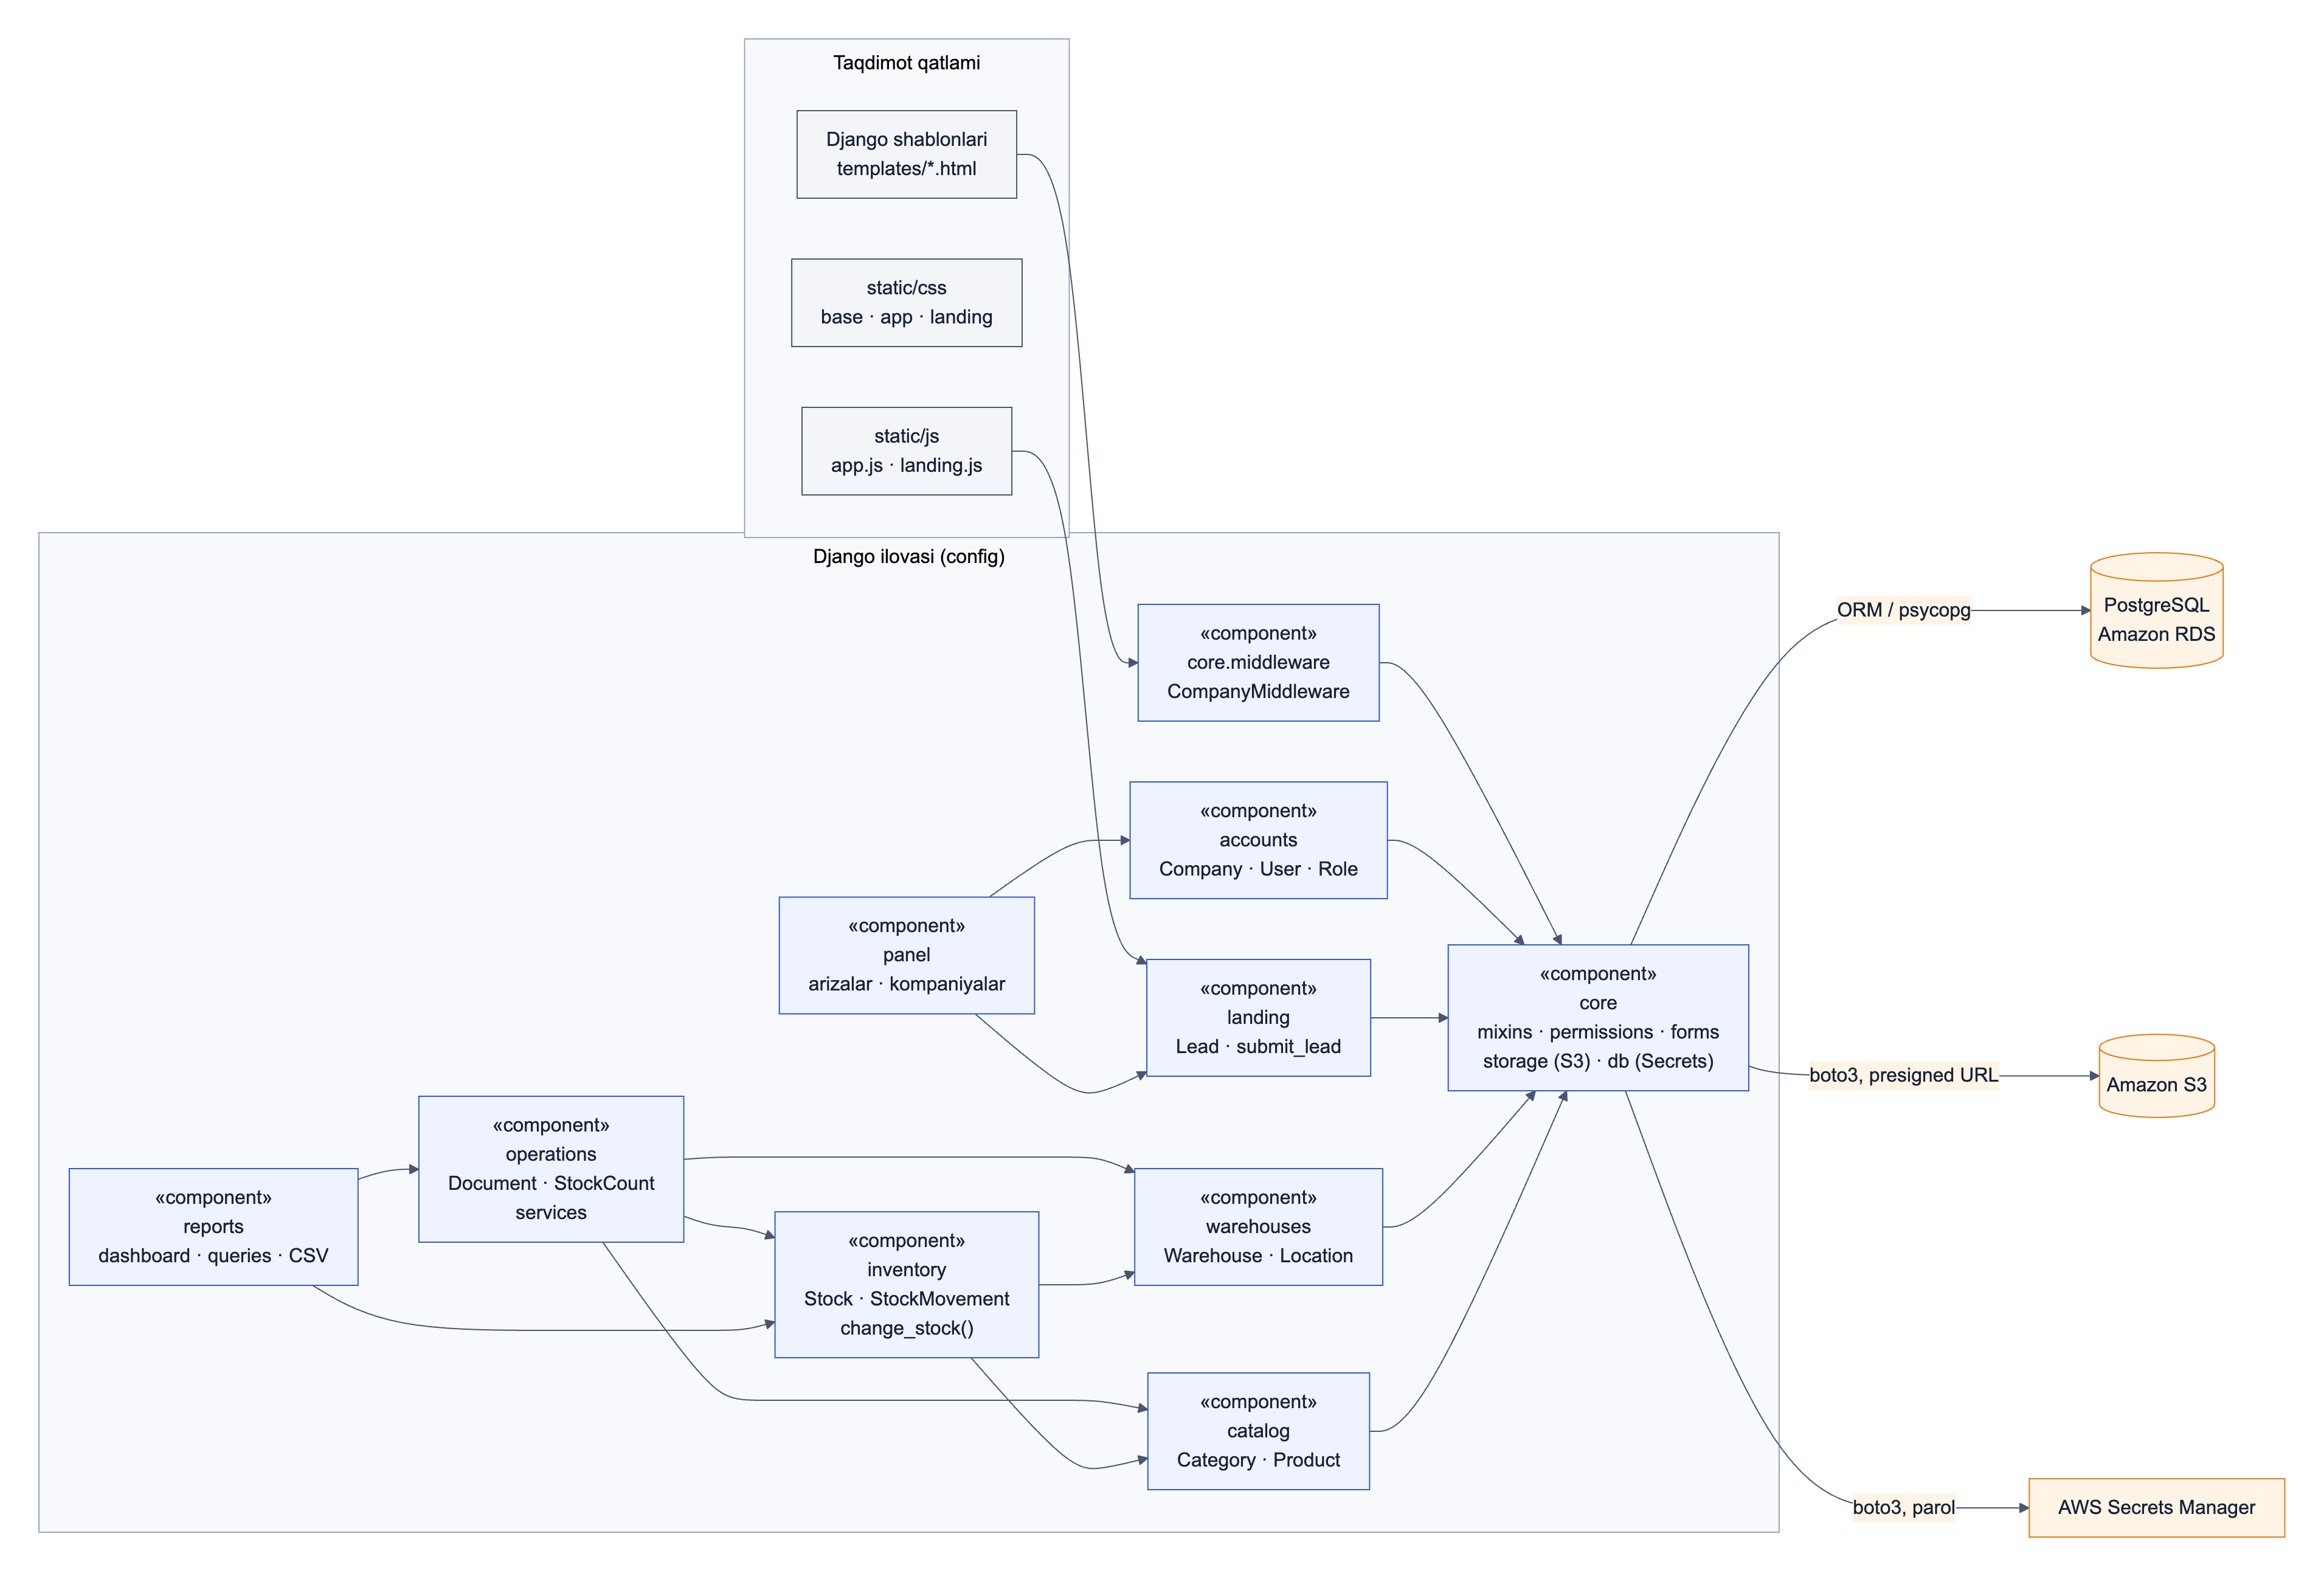 Taqdimot qatlami
Django shablonlari
templates/*.html
static/css
base · app · landing
static/js
app.js · landing.js
Django ilovasi (config)
«component»
core.middleware
CompanyMiddleware
«component»
accounts
Company · User · Role
«component»
panel
arizalar · kompaniyalar
«component»
landing
Lead · submit_lead
«component»
core
mixins · permissions · forms
storage (S3) · db (Secrets)
«component»
operations
Document · StockCount
services
«component»
reports
dashboard · queries · CSV
«component»
inventory
Stock · StockMovement
change_stock()
«component»
warehouses
Warehouse · Location
«component»
catalog
Category · Product
ORM / psycopg
PostgreSQL
Amazon RDS
boto3, presigned URL
Amazon S3
boto3, parol
AWS Secrets Manager